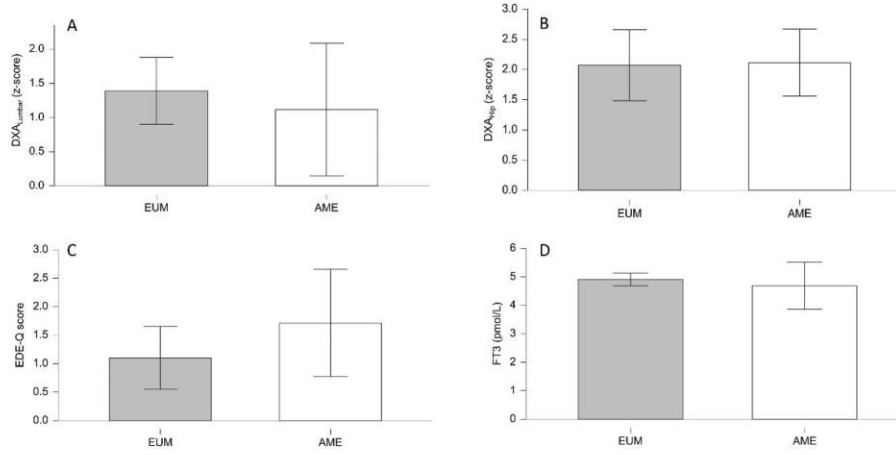 A
DXALumbar (z-score)
2.0
1.5
1.0
0.5
0.0
EUM
AME
B
DXAHip (z-score)
3.0
2.5
2.0
1.5
1.0
0.5
0.0
EUM
AME
C
EDE-Q score
3.0
2.5
2.0
1.5
1.0
0.5
0.0
EUM
AME
D
FT3 (pmol/L)
6
5
4
3
2
1
0
EUM
AME